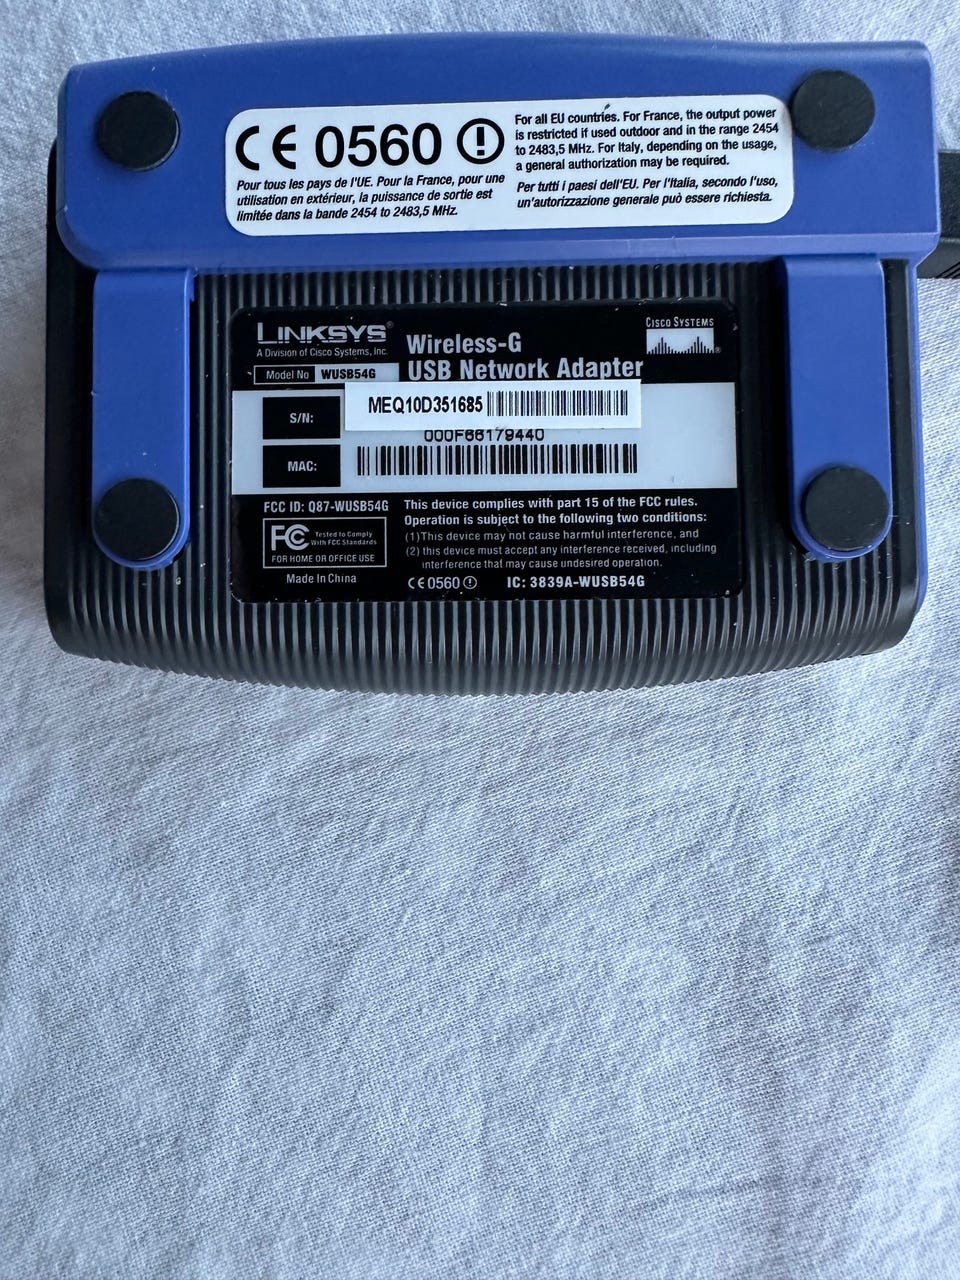 CE 0560
Pour tous les pays de l'UE. Pour la France, pour une
utilisation en extérieur, la puissance de sortie est
limitée dans la bande 2454 to 2483,5 MHz.
For all EU countries. For France, the output power
is restricted if used outdoor and in the range 2454
to 2483,5 MHz. For Italy, depending on the usage,
a general authorization may be required.
Per tutti i paesi dell'EU. Per l'Italia, secondo l'uso,
un'autorizzazione generale può essere richiesta.
LINKSYS®
A Division of Cisco Systems, Inc.
Model No WUSB54G
Wireless-G
USB Network Adapter
CISCO SYSTEMS
®
S/N:
MEQ10D351685
000F66179440
MAC:
FCC ID: Q87-WUSB54G
FC Tested to Comply
With FCC Standards
FOR HOME OR OFFICE USE
Made In China
This device complies with part 15 of the FCC rules.
Operation is subject to the following two conditions:
(1)This device may not cause harmful interference, and
(2) this device must accept any interference received, including
interference that may cause undesired operation.
CE0560 IC: 3839A-WUSB54G